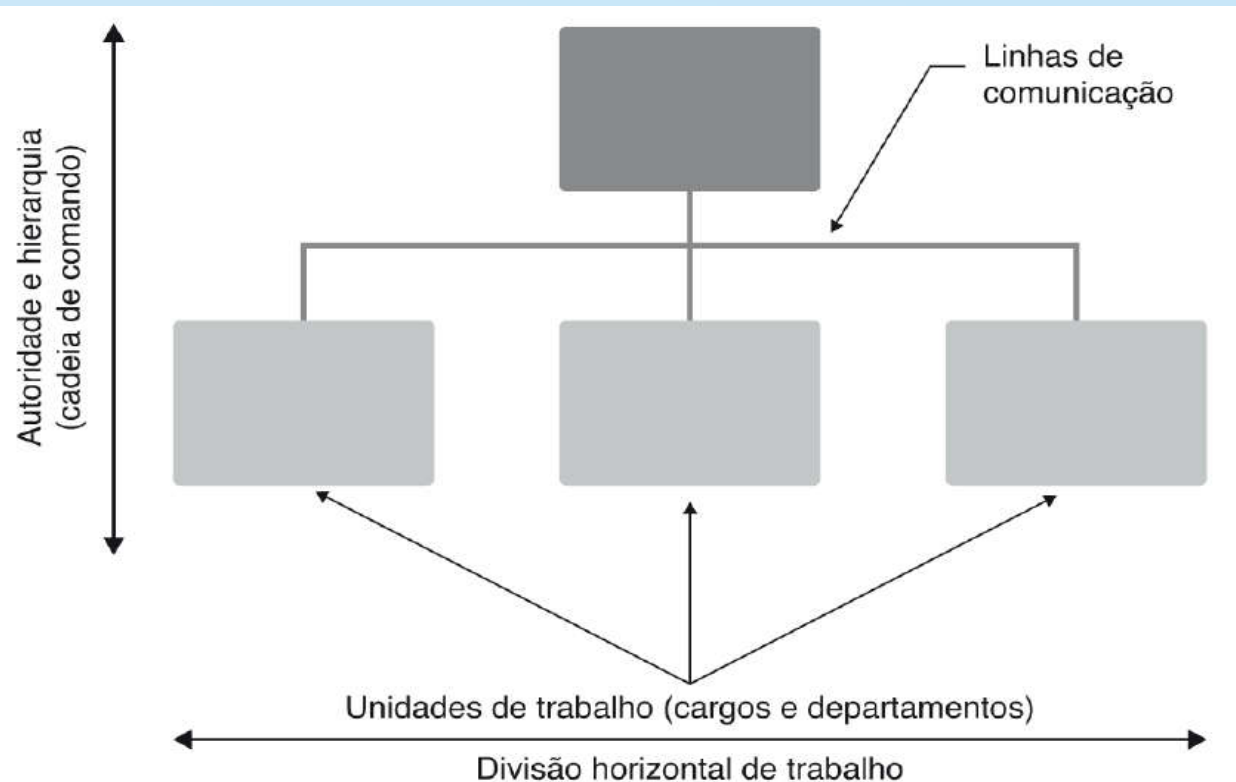 Linhas de
comunicação
Autoridade e hierarquia
(cadeia de comando)
Unidades de trabalho (cargos e departamentos)
Divisão horizontal de trabalho